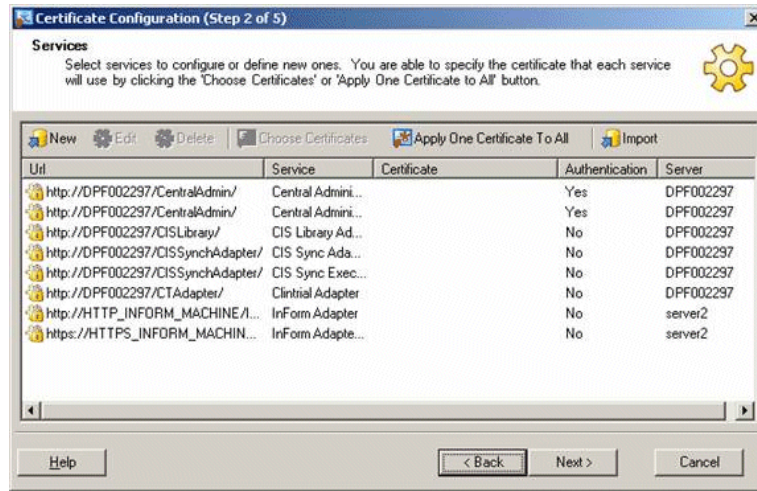 Certificate Configuration (Step 2 of 5)
Services
Select services to configure or define new ones. You are able to specify the certificate that each service
will use by clicking the 'Choose Certificates' or 'Apply One Certificate to All' button.
New Edit Delete Choose Certificates Apply One Certificate To All Import
Url Service Certificate Authentication Server
http://DPF002297/CentralAdmin/ Central Admini... Yes DPF002297
http://DPF002297/CentralAdmin/ Central Admini... Yes DPF002297
http://DPF002297/CISLibrary/ CIS Library Ad... No DPF002297
http://DPF002297/CISSynchAdapter/ CIS Sync Ada... No DPF002297
http://DPF002297/CISSynchAdapter/ CIS Sync Exec... No DPF002297
http://DPF002297/CTAdapter/ Clintrial Adapter No DPF002297
http://HTTP_INFORM_MACHINE/I... InForm Adapter No server2
https://HTTPS_INFORM_MACHIN... InForm Adapte... No server2
Help < Back Next > Cancel